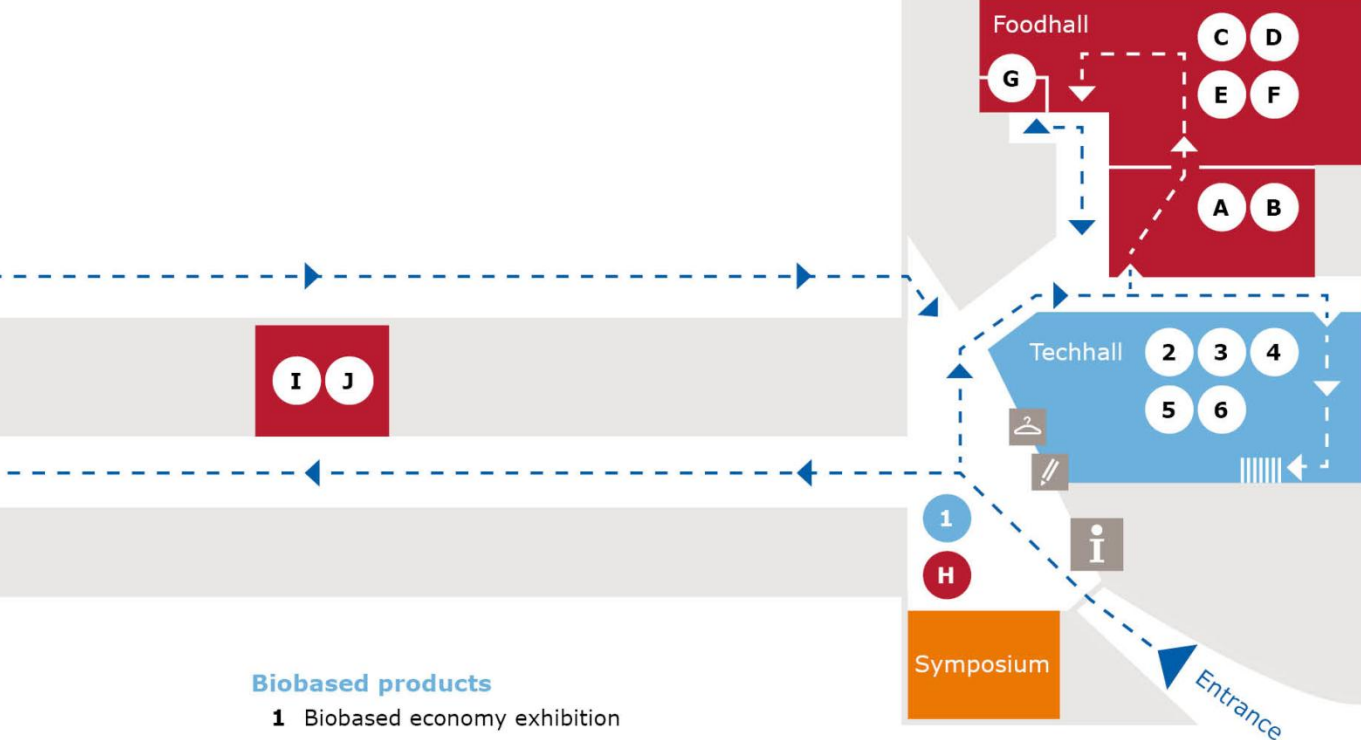 Foodhall
C D
G
E F
A B
I J
Techhall
2 3 4
5 6
1
i
H
Symposium
Entrance
Biobased products
1 Biobased economy exhibition